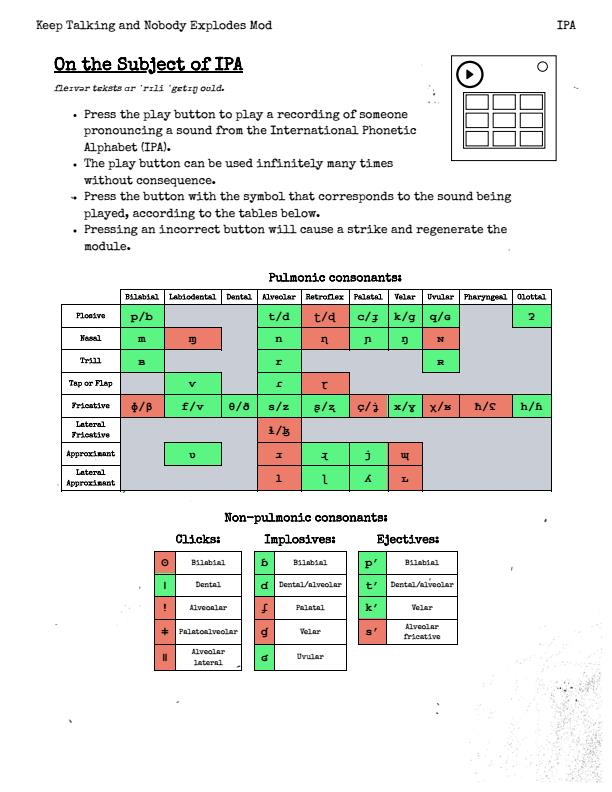 Keep Talking and Nobody Explodes Mod
IPA
On the Subject of IPA
fleɪvər tɛksts ɑr ˈrɪli ˈgɛtɪŋ oʊld.
• Press the play button to play a recording of someone
pronouncing a sound from the International Phonetic
Alphabet (IPA).
• The play button can be used infinitely many times
without consequence.
• Press the button with the symbol that corresponds to the sound being
played, according to the tables below.
• Pressing an incorrect button will cause a strike and regenerate the
module.
Pulmonic consonants:
Bilabial Labiodental Dental Alveolar Retroflex Palatal Velar Uvular Pharyngeal Glottal
Plosive p/b t/d ʈ/ɖ c/ɟ k/g q/ɢ ʔ
Nasal m ɱ n ɳ ɲ ŋ ɴ
Trill ʙ r ʀ
Tap or Flap ⱱ ɾ ɽ
Fricative ɸ/β f/v θ/ð s/z ʂ/ʐ ç/ʝ x/ɣ χ/ʁ ħ/ʕ h/ɦ
Lateral
Fricative ɬ/ɮ
Approximant ʋ ɹ ɻ j ɰ
Lateral
Approximant l ɭ ʎ ʟ
Non-pulmonic consonants:
Clicks: Implosives: Ejectives:
ʘ Bilabial ɓ Bilabial pʼ Bilabial
ǀ Dental ɗ Dental/alveolar tʼ Dental/alveolar
ǃ Alveoalar ʄ Palatal kʼ Velar
ǂ Palatoalveolar ɠ Velar sʼ Alveolar
fricative
ǁ Alveolar
lateral ʛ Uvular